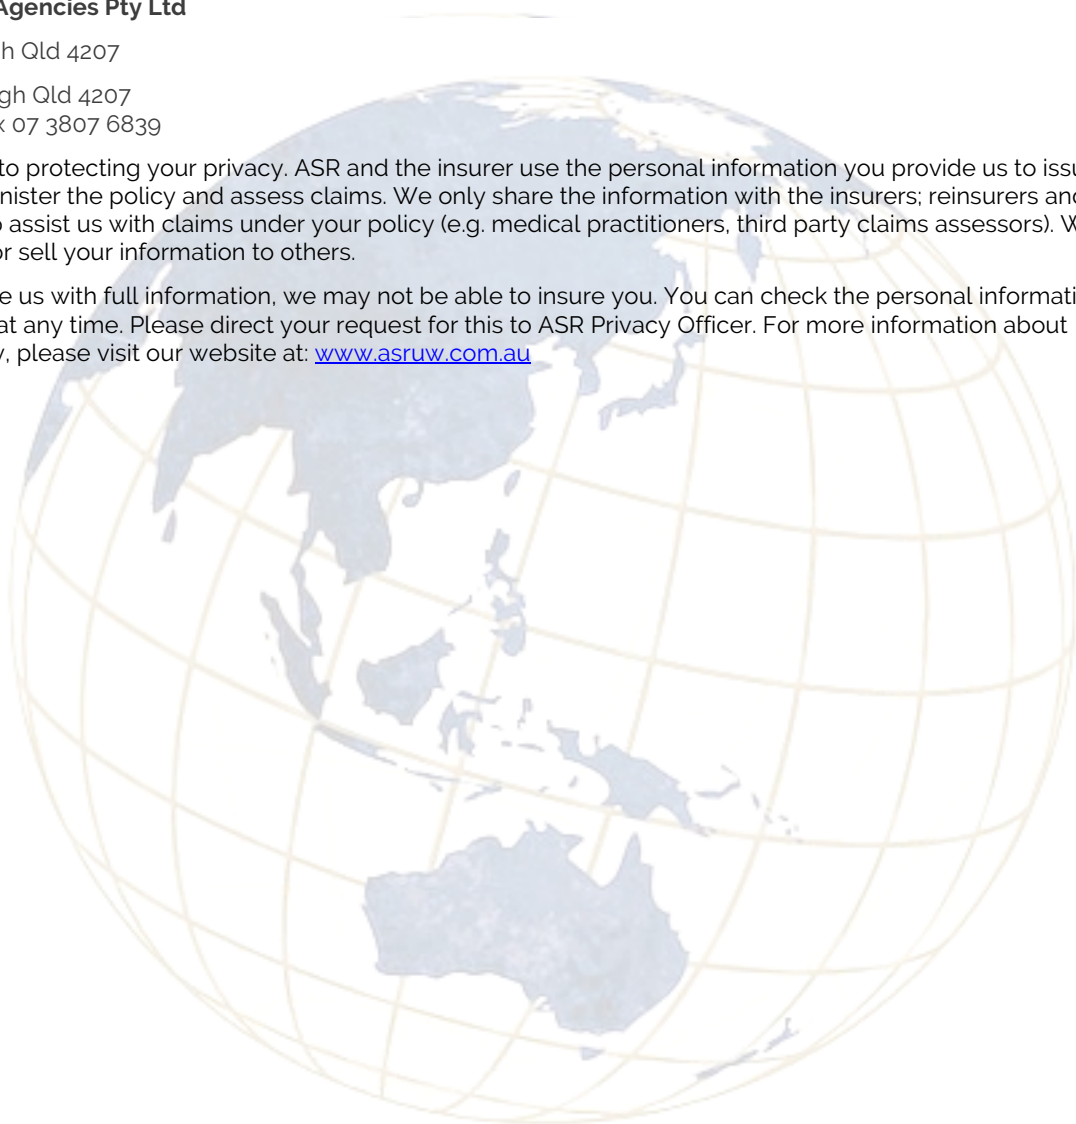 Agencies Pty Ltd
h Qld 4207
gh Qld 4207
x 07 3807 6839
to protecting your privacy. ASR and the insurer use the personal information you provide us to issu
nister the policy and assess claims. We only share the information with the insurers; reinsurers and
o assist us with claims under your policy (e.g. medical practitioners, third party claims assessors). W
or sell your information to others.
e us with full information, we may not be able to insure you. You can check the personal informati
at any time. Please direct your request for this to ASR Privacy Officer. For more information about
y, please visit our website at: www.asruw.com.au